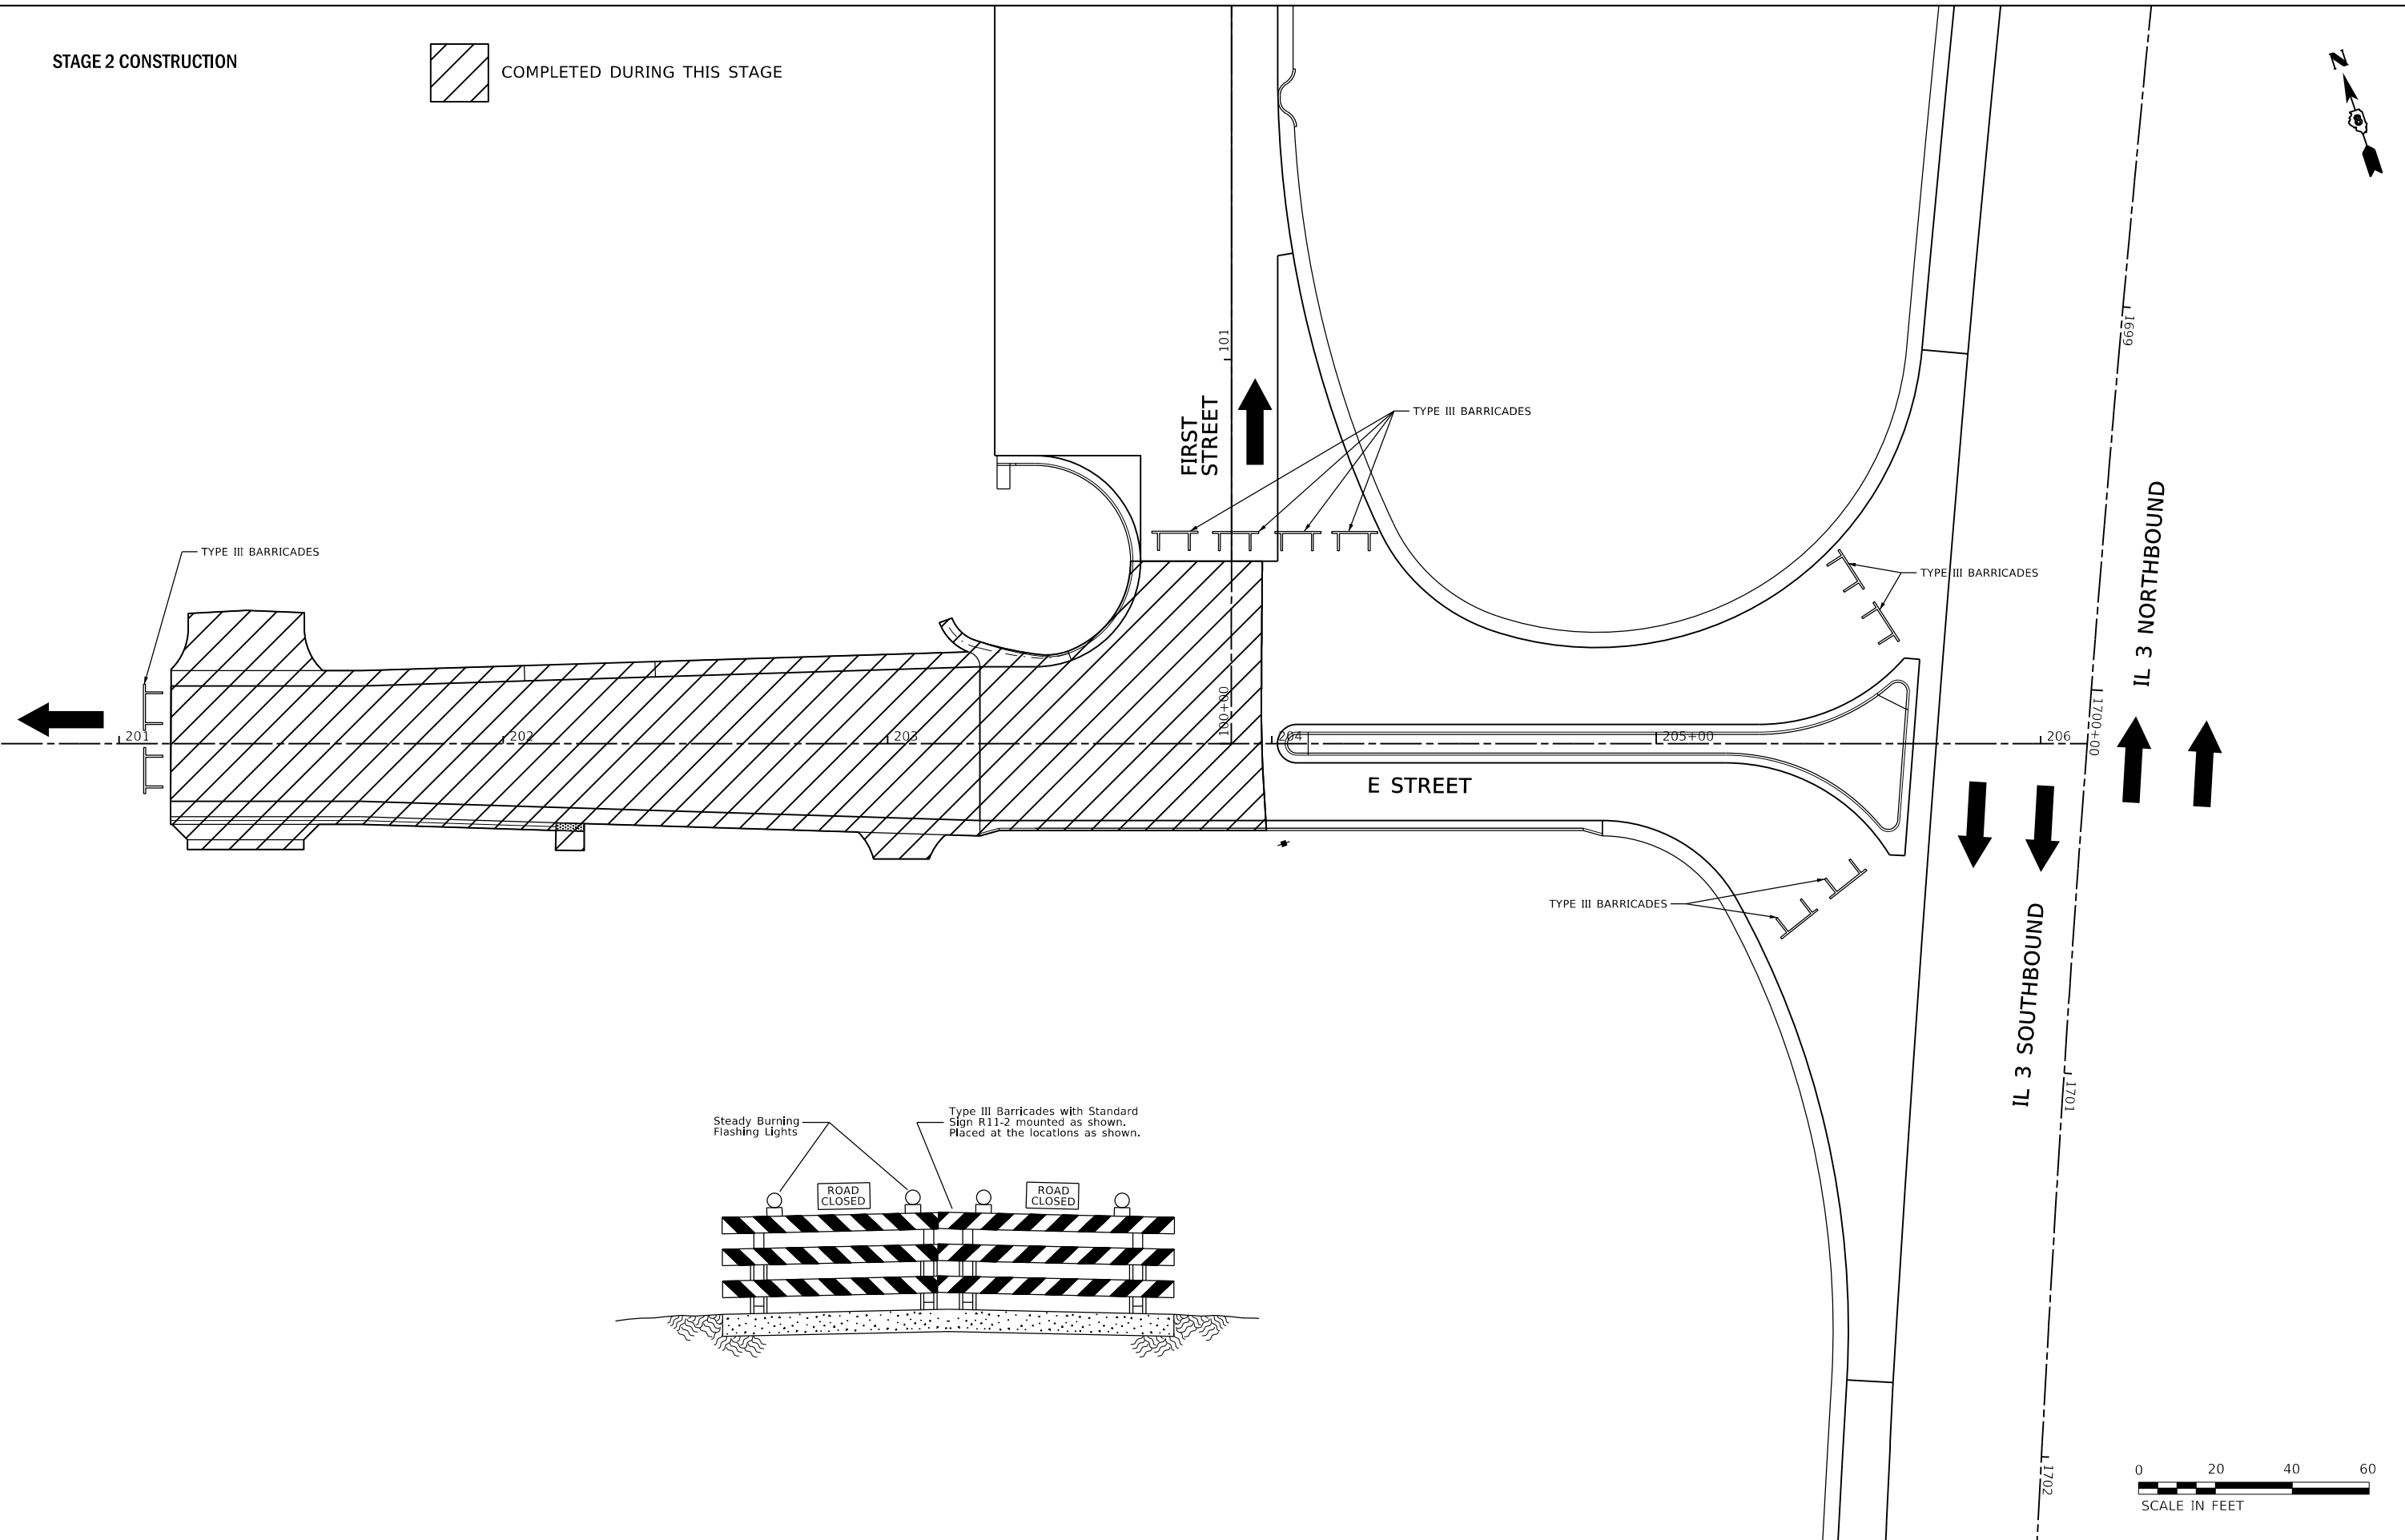 STAGE 2 CONSTRUCTION
COMPLETED DURING THIS STAGE
N
1699
101
FIRST
STREET
TYPE III BARRICADES
IL 3 NORTHBOUND
TYPE III BARRICADES
TYPE III BARRICADES
100+00
1700+00
201
202
203
204
205+00
206
E STREET
TYPE III BARRICADES
IL 3 SOUTHBOUND
1701
Steady Burning
Flashing Lights
Type III Barricades with Standard
Sign R11-2 mounted as shown.
Placed at the locations as shown.
ROAD
CLOSED
ROAD
CLOSED
1702
0 20 40 60
SCALE IN FEET